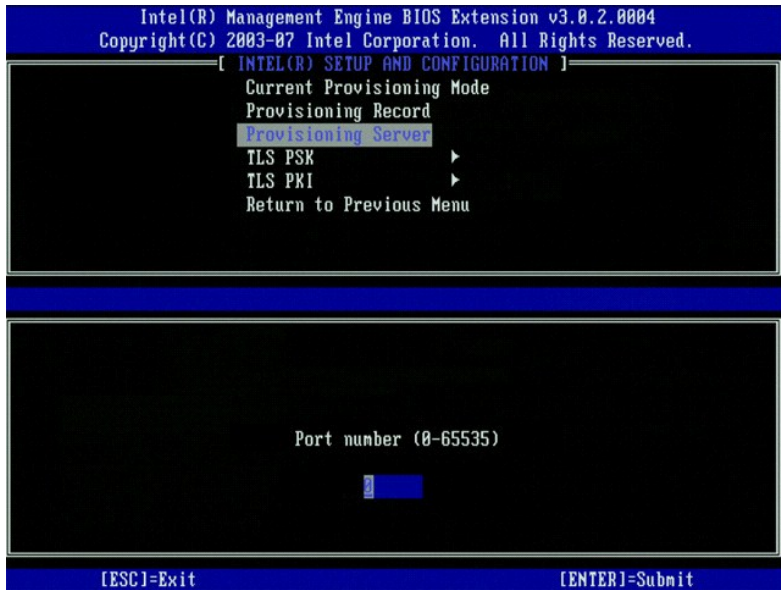 Intel(R) Management Engine BIOS Extension v3.0.2.0004
Copyright(C) 2003-07 Intel Corporation. All Rights Reserved.
[ INTEL(R) SETUP AND CONFIGURATION ]
Current Provisioning Mode
Provisioning Record
Provisioning Server
TLS PSK
TLS PKI
Return to Previous Menu
Port number (0-65535)
0
[ESC]=Exit [ENTER]=Submit